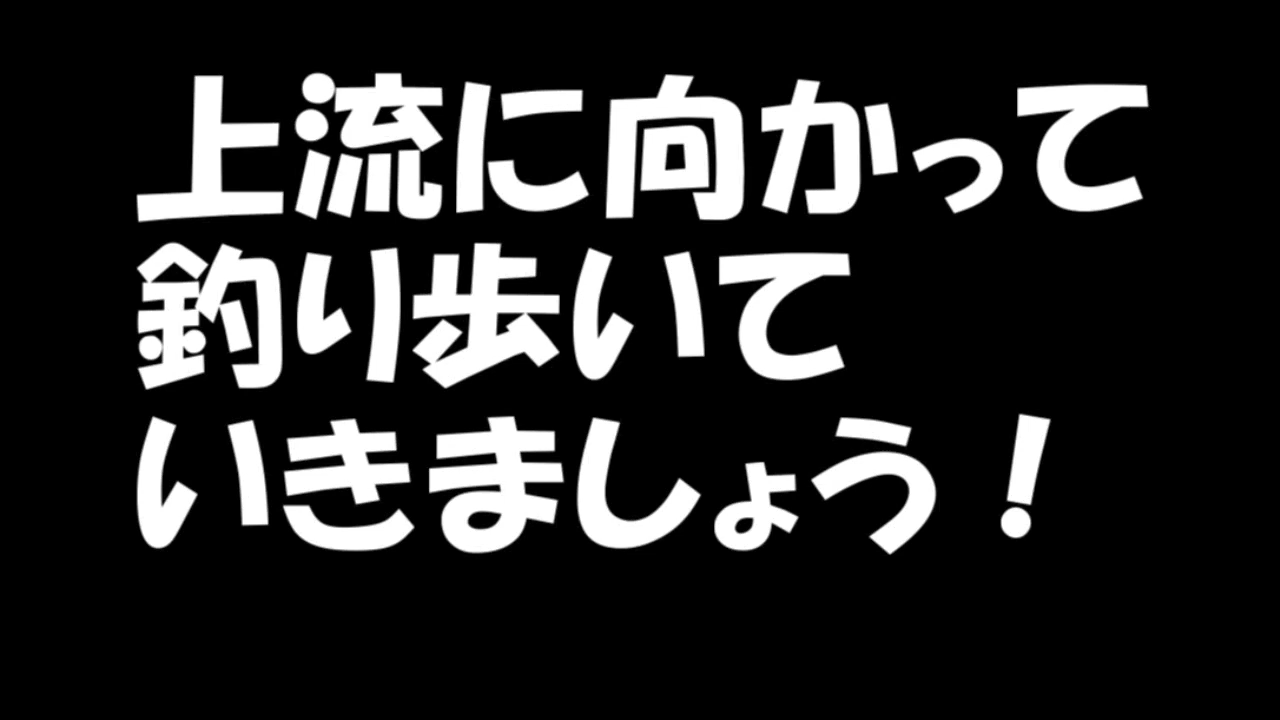 上流に向かって
釣り歩いて
いきましょう！